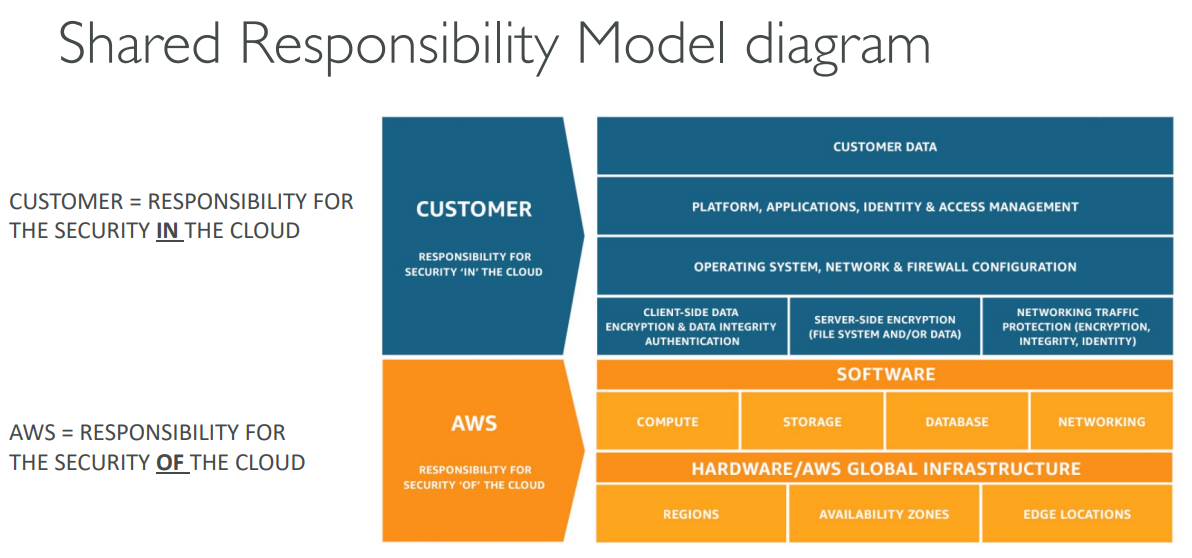 Shared Responsibility Model diagram
CUSTOMER = RESPONSIBILITY FOR
THE SECURITY IN THE CLOUD
CUSTOMER
RESPONSIBILITY FOR
SECURITY 'IN' THE CLOUD
CUSTOMER DATA
PLATFORM, APPLICATIONS, IDENTITY & ACCESS MANAGEMENT
OPERATING SYSTEM, NETWORK & FIREWALL CONFIGURATION
CLIENT-SIDE DATA
ENCRYPTION & DATA INTEGRITY
AUTHENTICATION
SERVER-SIDE ENCRYPTION
(FILE SYSTEM AND/OR DATA)
NETWORKING TRAFFIC
PROTECTION (ENCRYPTION,
INTEGRITY, IDENTITY)
AWS = RESPONSIBILITY FOR
THE SECURITY OF THE CLOUD
AWS
RESPONSIBILITY FOR
SECURITY 'OF' THE CLOUD
SOFTWARE
COMPUTE
STORAGE
DATABASE
NETWORKING
HARDWARE/AWS GLOBAL INFRASTRUCTURE
REGIONS
AVAILABILITY ZONES
EDGE LOCATIONS